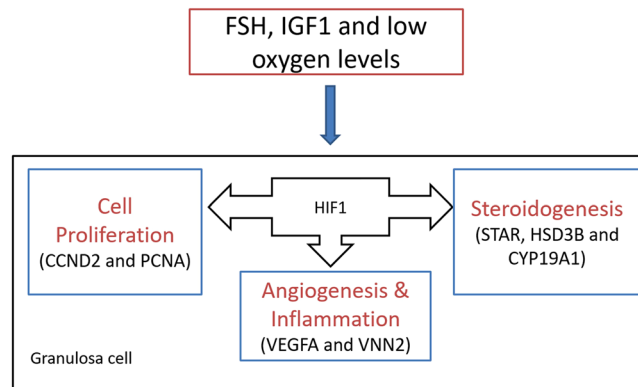 FSH, IGF1 and low
oxygen levels
Cell
Proliferation
(CCND2 and PCNA)
HIF1
Steroidogenesis
(STAR, HSD3B and
CYP19A1)
Angiogenesis &
Inflammation
(VEGFA and VNN2)
Granulosa cell